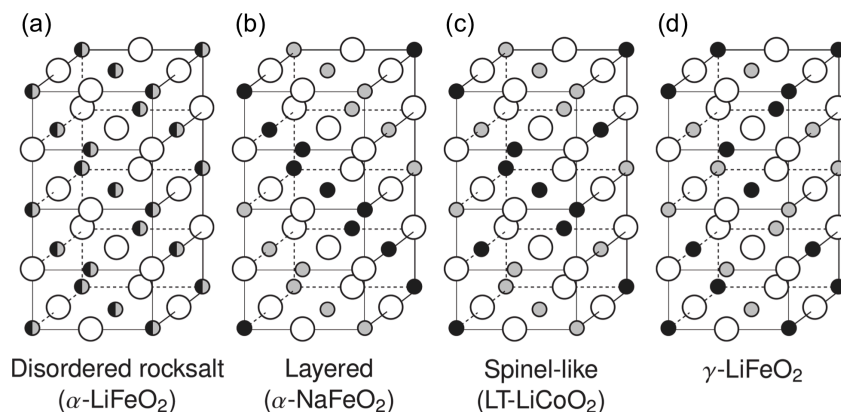 (a) (b) (c) (d)
Disordered rocksalt Layered Spinel-like γ-LiFeO₂
(α-LiFeO₂) (α-NaFeO₂) (LT-LiCoO₂)